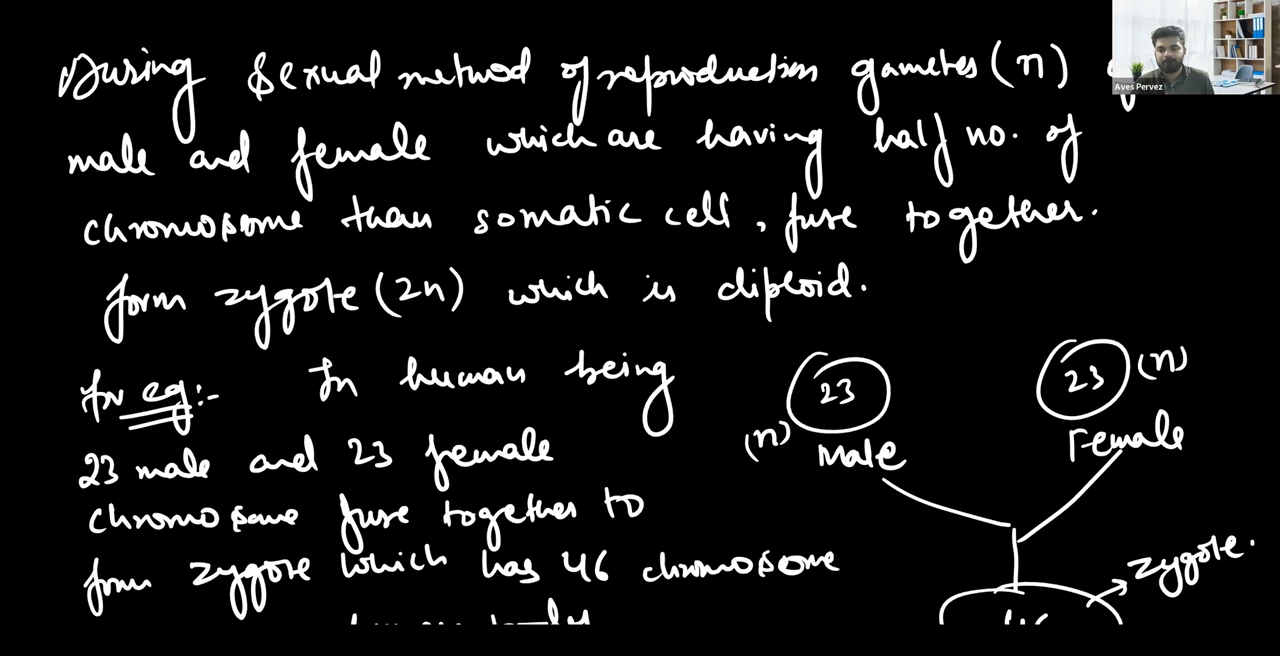 During sexual method of reproduction gametes (n)
male and female which are having half no. of
chromosome than somatic cell, fuse together.
form zygote (2n) which is diploid.
for eg:- In human being
23 male and 23 female
chromosome fuse together to
form zygote which has 46 chromosome
23
(n)
Male
23 (n)
Female
zygote.
46
Aves Pervez